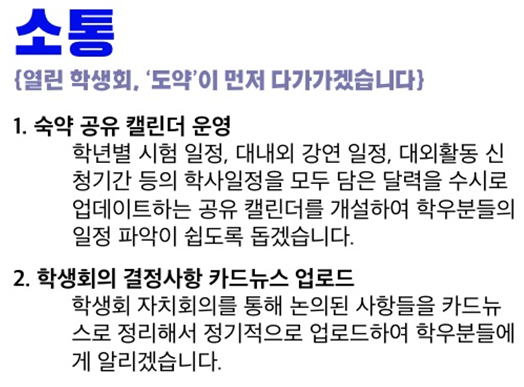 소통
{열린 학생회, ‘도약’이 먼저 다가가겠습니다}
1. 숙약 공유 캘린더 운영
학년별 시험 일정, 대내외 강연 일정, 대외활동 신
청기간 등의 학사일정을 모두 담은 달력을 수시로
업데이트하는 공유 캘린더를 개설하여 학우분들의
일정 파악이 쉽도록 돕겠습니다.
2. 학생회의 결정사항 카드뉴스 업로드
학생회 자치회의를 통해 논의된 사항들을 카드뉴
스로 정리해서 정기적으로 업로드하여 학우분들에
게 알리겠습니다.